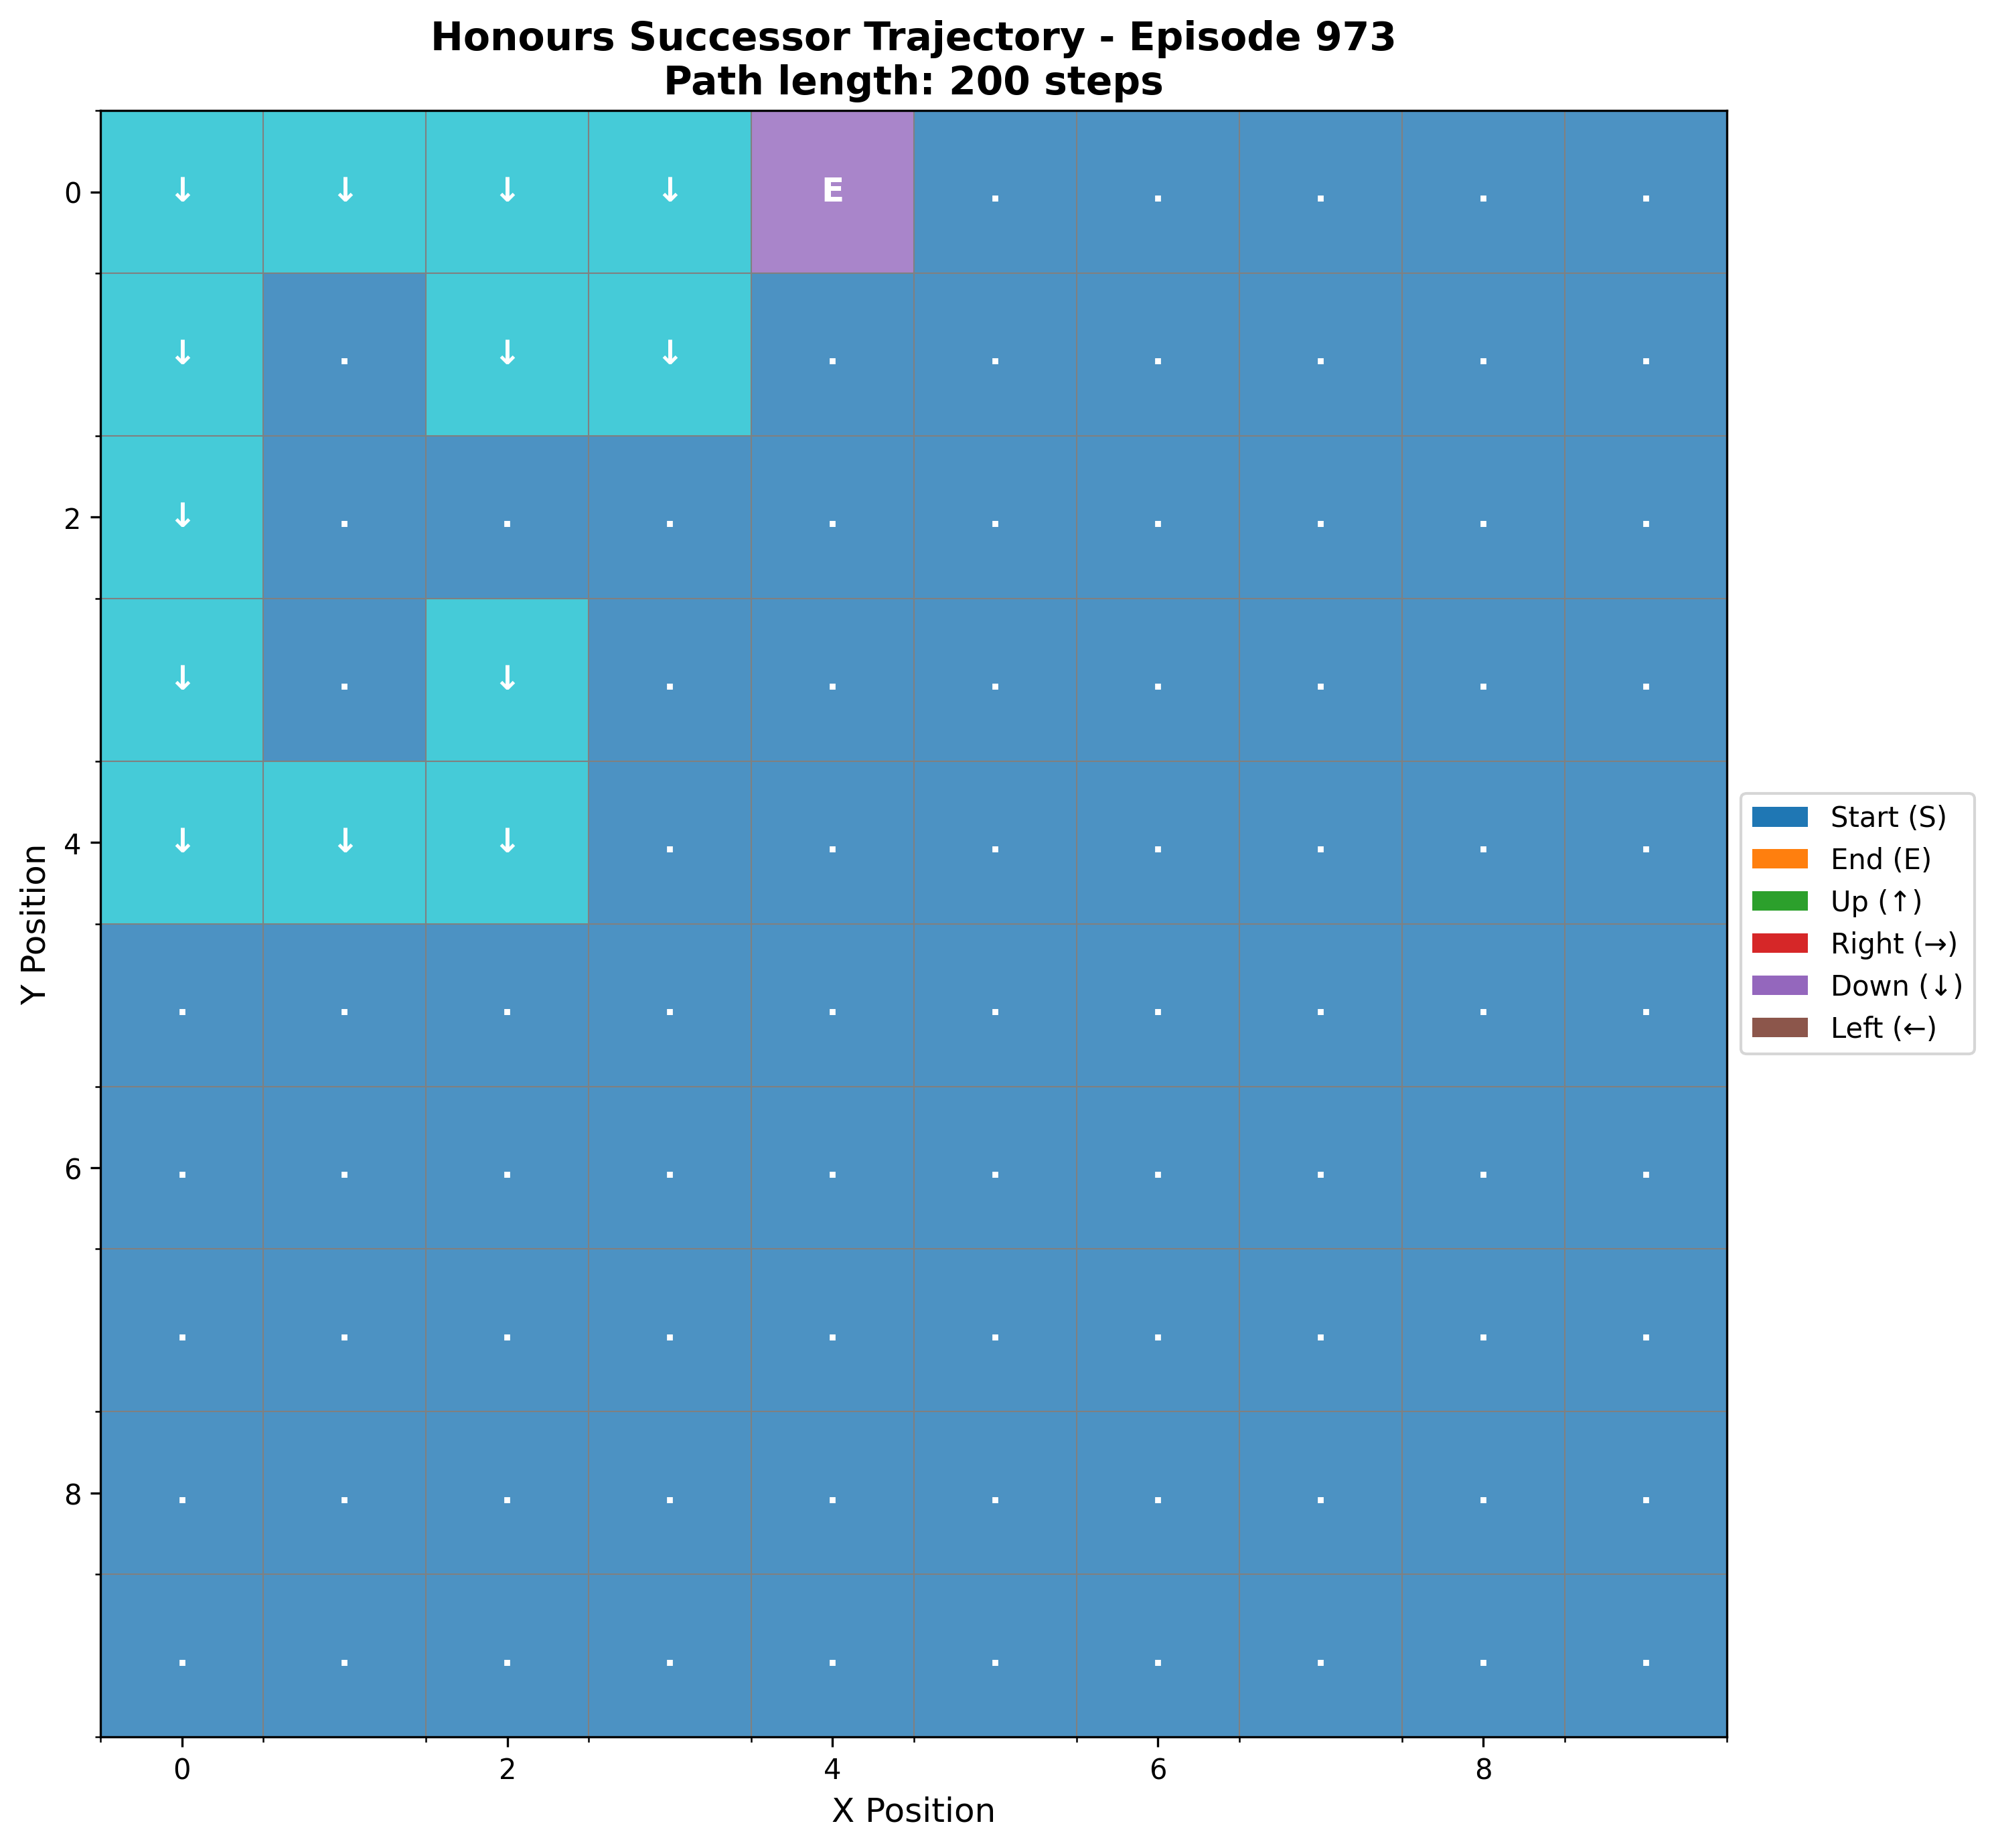 Honours Successor Trajectory - Episode 973
Path length: 200 steps
0 ↓ ↓ ↓ ↓ E . . . . .
↓ . ↓ ↓ . . . . . .
2 ↓ . . . . . . . . .
↓ . ↓ . . . . . . .
4 ↓ ↓ ↓ . . . . . . .
. . . . . . . . . .
6 . . . . . . . . . .
. . . . . . . . . .
8 . . . . . . . . . .
. . . . . . . . . .
0 2 4 6 8
X Position
Y Position
Start (S)
End (E)
Up (↑)
Right (→)
Down (↓)
Left (←)